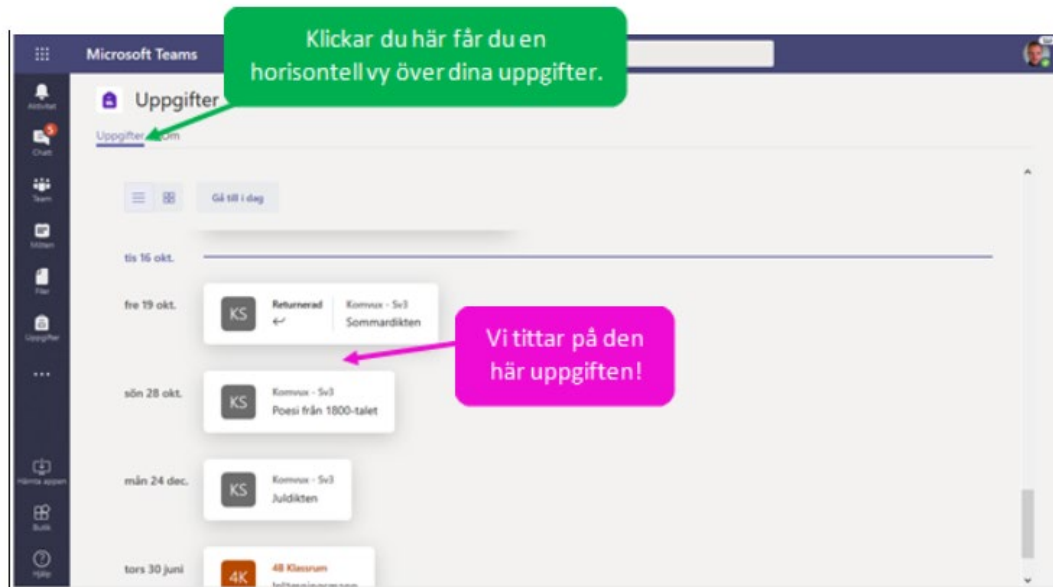 Klickar du här får du en
horisontell vy över dina uppgifter.
Microsoft Teams
Aktivitet
Uppgifter
Uppgifter Om
5
Chatt
Team
Gå till i dag
Möten
tis 16 okt.
Filer
fre 19 okt.
KS
Returnerad
Komvux - Sv3
Sommardikten
Uppgifter
Vi tittar på den
här uppgiften!
sön 28 okt.
KS
Komvux - Sv3
Poesi från 1800-talet
Hämta appen
mån 24 dec.
KS
Komvux - Sv3
Juldikten
Butik
Hjälp
tors 30 juni
4K
4B Klassrum